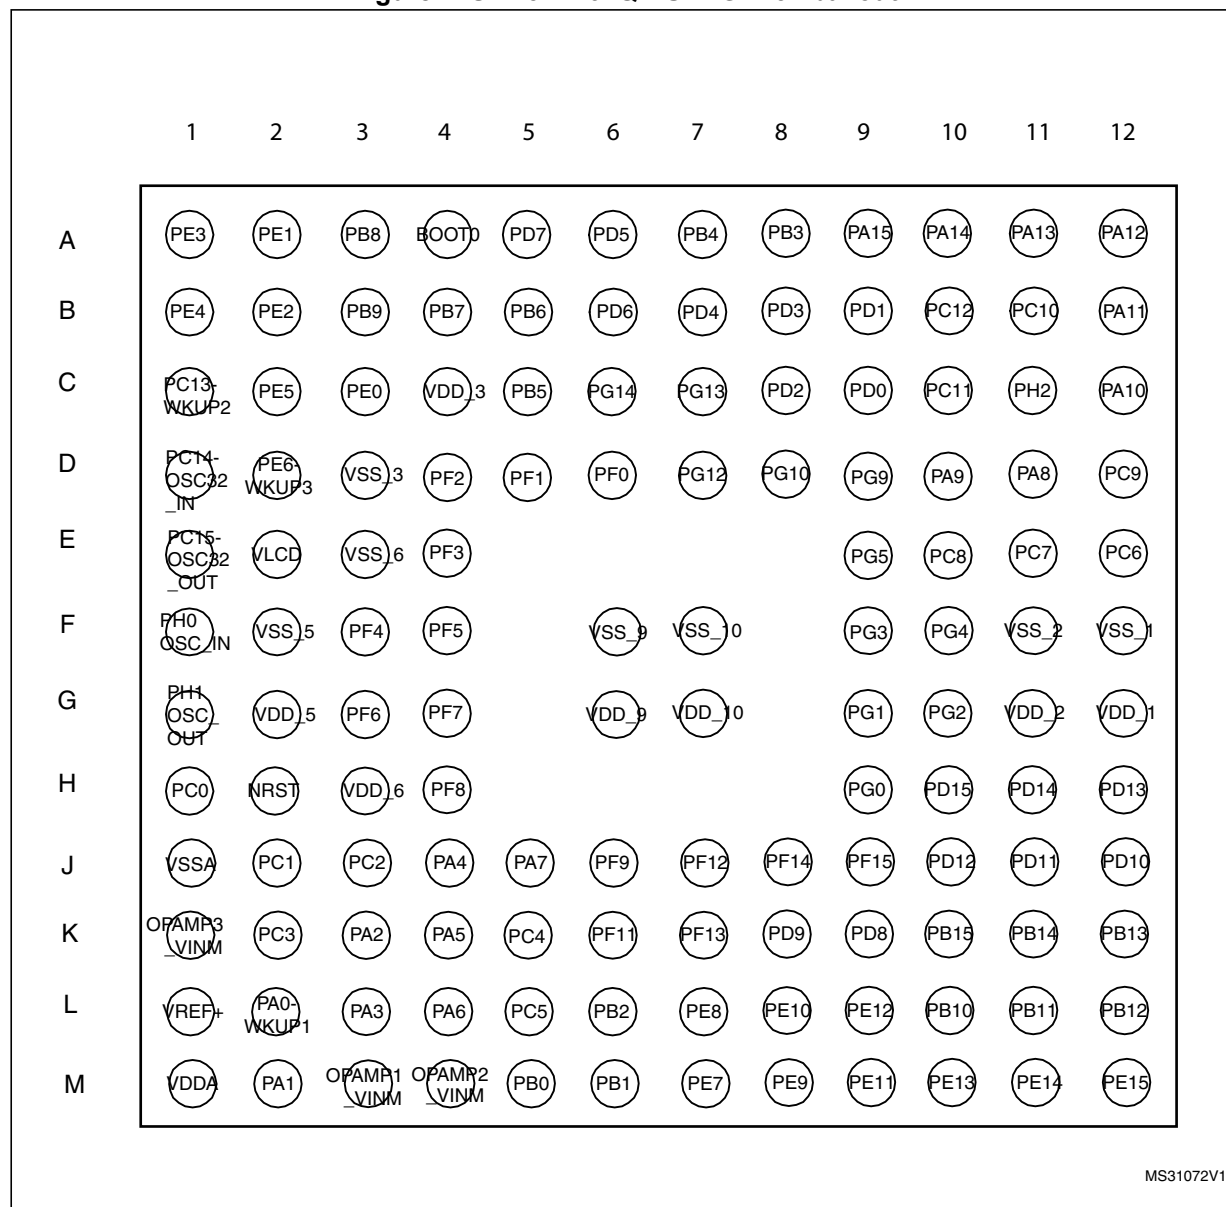 1 2 3 4 5 6 7 8 9 10 11 12
A PE3 PE1 PB8 BOOT0 PD7 PD5 PB4 PB3 PA15 PA14 PA13 PA12
B PE4 PE2 PB9 PB7 PB6 PD6 PD4 PD3 PD1 PC12 PC10 PA11
C PC13-WKUP2 PE5 PE0 VDD_3 PB5 PG14 PG13 PD2 PD0 PC11 PH2 PA10
D PC14-OSC32_IN PE6-WKUP3 VSS_3 PF2 PF1 PF0 PG12 PG10 PG9 PA9 PA8 PC9
E PC15-OSC32_OUT VLCD VSS_6 PF3 PG5 PC8 PC7 PC6
F PH0 OSC_IN VSS_5 PF4 PF5 VSS_9 VSS_10 PG3 PG4 VSS_2 VSS_1
G PH1 OSC_OUT VDD_5 PF6 PF7 VDD_9 VDD_10 PG1 PG2 VDD_2 VDD_1
H PC0 NRST VDD_6 PF8 PG0 PD15 PD14 PD13
J VSSA PC1 PC2 PA4 PA7 PF9 PF12 PF14 PF15 PD12 PD11 PD10
K OPAMP3_VINM PC3 PA2 PA5 PC4 PF11 PF13 PD9 PD8 PB15 PB14 PB13
L VREF+ PA0-WKUP1 PA3 PA6 PC5 PB2 PE8 PE10 PE12 PB10 PB11 PB12
M VDDA PA1 OPAMP1_VINM OPAMP2_VINM PB0 PB1 PE7 PE9 PE11 PE13 PE14 PE15
MS31072V1